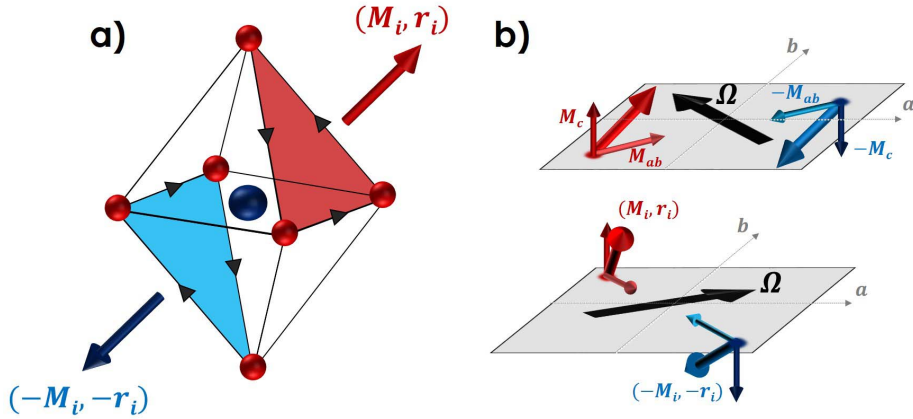 a)
(M_i, r_i)
(-M_i, -r_i)
b)
b
a
Ω
M_c
M_ab
-M_ab
-M_c
(M_i, r_i)
b
a
Ω
(-M_i, -r_i)